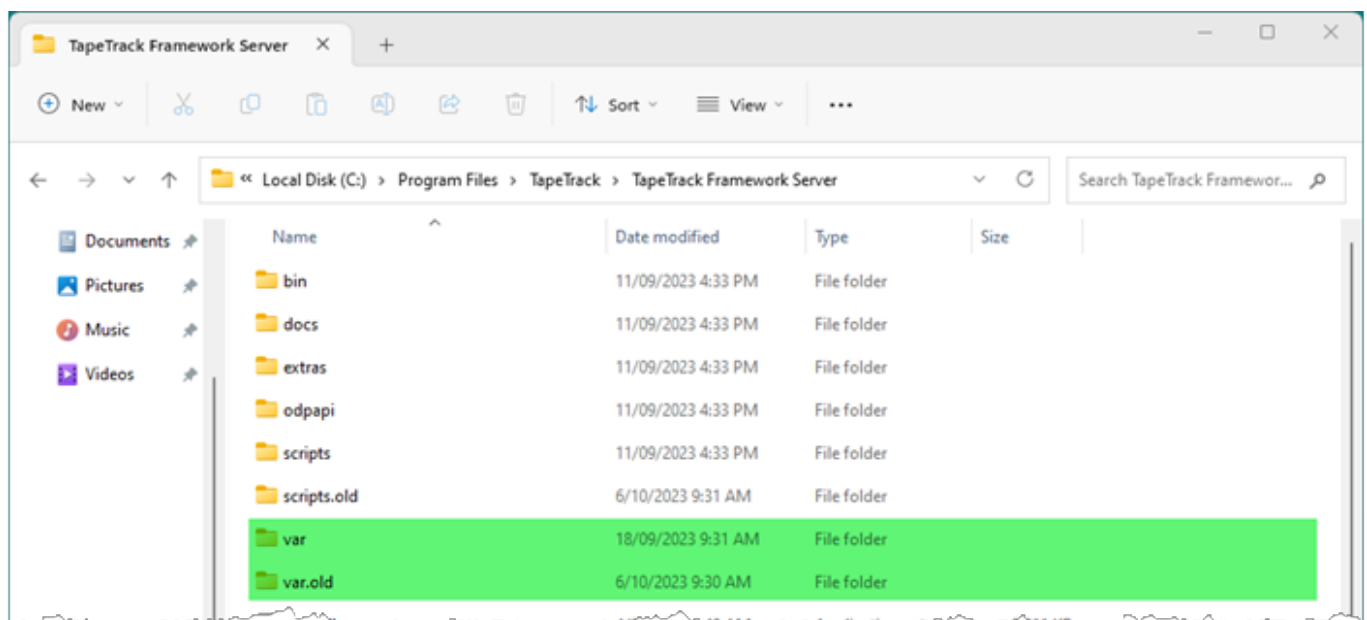 TapeTrack Framework Server
New Sort View
« Local Disk (C:) > Program Files > TapeTrack > TapeTrack Framework Server Search TapeTrack Framewor...
Documents
Pictures
Music
Videos
Name Date modified Type Size
bin 11/09/2023 4:33 PM File folder
docs 11/09/2023 4:33 PM File folder
extras 11/09/2023 4:33 PM File folder
odpapi 11/09/2023 4:33 PM File folder
scripts 11/09/2023 4:33 PM File folder
scripts.old 6/10/2023 9:31 AM File folder
var 18/09/2023 9:31 AM File folder
var.old 6/10/2023 9:30 AM File folder